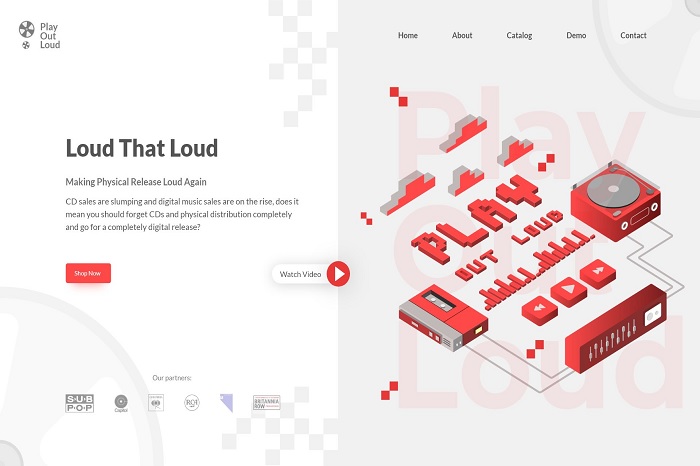 Play
Out
Loud
Home
About
Catalog
Demo
Contact
Loud That Loud
Making Physical Release Loud Again
CD sales are slumping and digital music sales are on the rise, does it
mean you should forget CDs and physical distribution completely
and go for a completely digital release?
Shop Now
Watch Video
Play
Out
Loud
PLAY
OUT LOUD
Our partners:
SUB
POP
Capitol
BRITANNIA
ROW